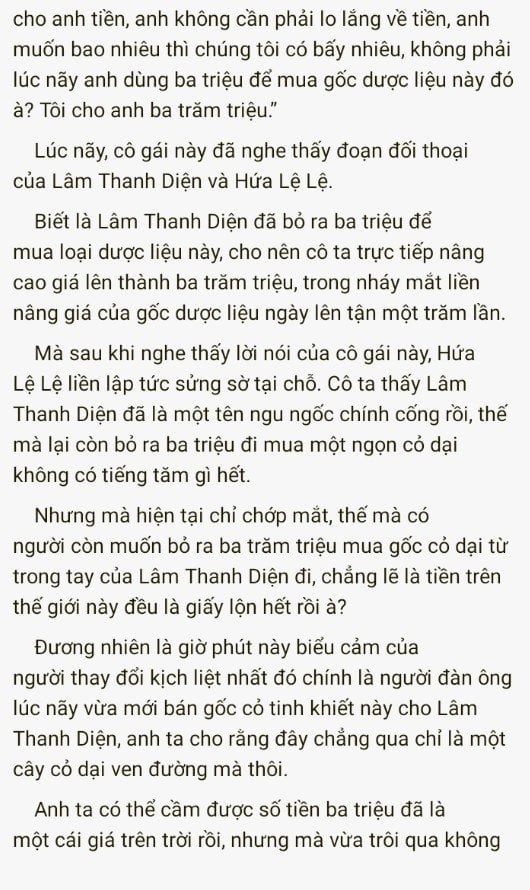 cho anh tiền, anh không cần phải lo lắng về tiền, anh
muốn bao nhiêu thì chúng tôi có bấy nhiêu, không phải
lúc nãy anh dùng ba triệu để mua gốc dược liệu này đó
à? Tôi cho anh ba trăm triệu.”
Lúc nãy, cô gái này đã nghe thấy đoạn đối thoại
của Lâm Thanh Diện và Hứa Lệ Lệ.
Biết là Lâm Thanh Diện đã bỏ ra ba triệu để
mua loại dược liệu này, cho nên cô ta trực tiếp nâng
cao giá lên thành ba trăm triệu, trong nháy mắt liền
nâng giá của gốc dược liệu ngày lên tận một trăm lần.
Mà sau khi nghe thấy lời nói của cô gái này, Hứa
Lệ Lệ liền lập tức sửng sờ tại chỗ. Cô ta thấy Lâm
Thanh Diện đã là một tên ngu ngốc chính cống rồi, thế
mà lại còn bỏ ra ba triệu đi mua một ngọn cỏ dại
không có tiếng tăm gì hết.
Nhưng mà hiện tại chỉ chớp mắt, thế mà có
người còn muốn bỏ ra ba trăm triệu mua gốc cỏ dại từ
trong tay của Lâm Thanh Diện đi, chẳng lẽ là tiền trên
thế giới này đều là giấy lộn hết rồi à?
Đương nhiên là giờ phút này biểu cảm của
người thay đổi kịch liệt nhất đó chính là người đàn ông
lúc nãy vừa mới bán gốc cỏ tinh khiết này cho Lâm
Thanh Diện, anh ta cho rằng đây chẳng qua chỉ là một
cây cỏ dại ven đường mà thôi.
Anh ta có thể cầm được số tiền ba triệu đã là
một cái giá trên trời rồi, nhưng mà vừa trôi qua không